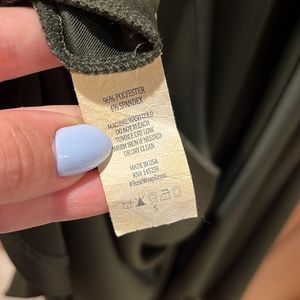 96% POLYESTER
4% SPANDEX
MACHINE WASH COLD
DO NOT BLEACH
TUMBLE DRY LOW
WARM IRON IF NEEDED
OR DRY CLEAN
MADE IN USA
RN# 145259
#BuruWrapDress
S